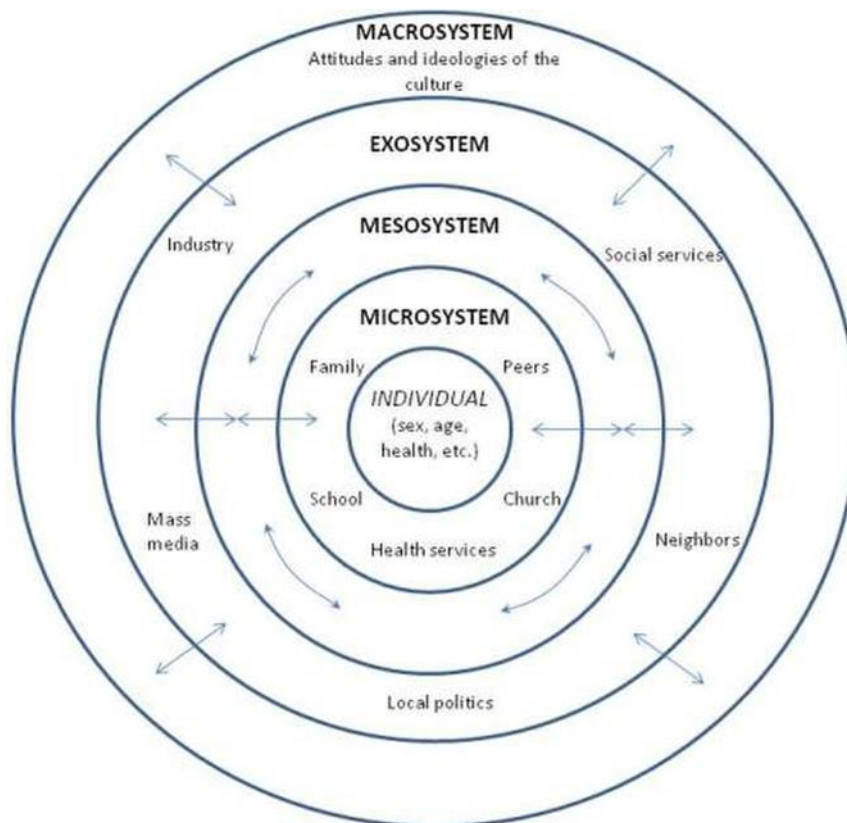 MACROSYSTEM
Attitudes and ideologies of the
culture
EXOSYSTEM
MESOSYSTEM
Industry
Social services
MICROSYSTEM
Family
Peers
INDIVIDUAL
(sex, age,
health, etc.)
School
Church
Mass
media
Health services
Neighbors
Local politics